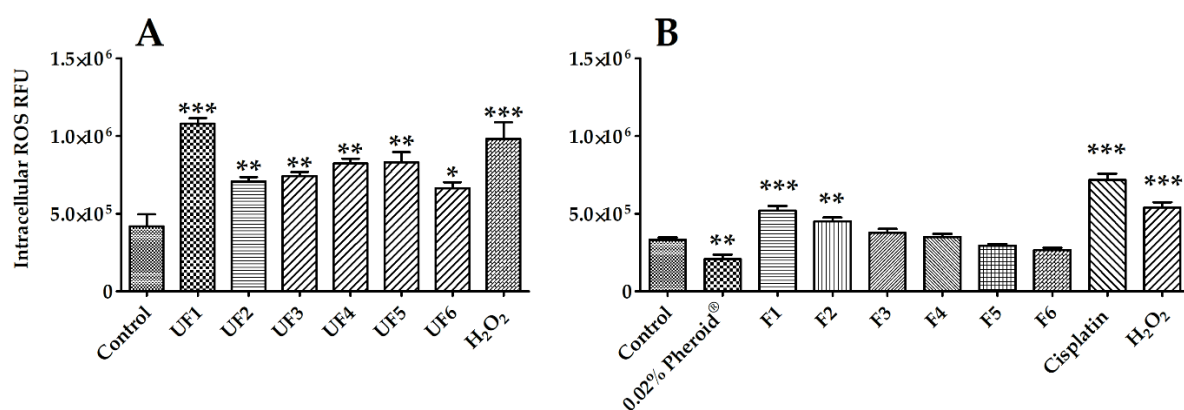 A
B
Intracellular ROS RFU
1.5×10⁶
1.0×10⁶
5.0×10⁵
0
***
**
**
**
**
*
***
Control
UF1
UF2
UF3
UF4
UF5
UF6
H₂O₂
1.5×10⁶
1.0×10⁶
5.0×10⁵
0
**
***
**
***
***
Control
0.02% Pheroid®
F1
F2
F3
F4
F5
F6
Cisplatin
H₂O₂